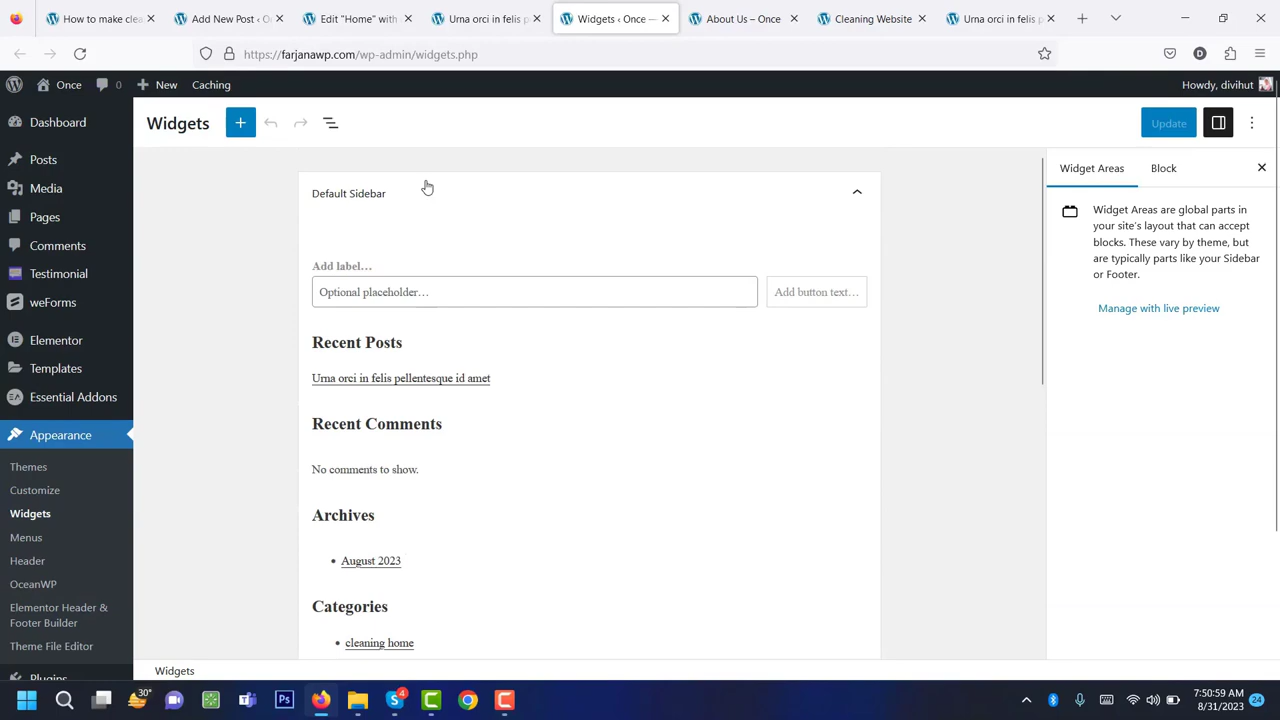 How to make clea
Add New Post ‹ O
Edit "Home" with
Urna orci in felis p
Widgets ‹ Once —
About Us – Once
Cleaning Website
Urna orci in felis p
https://farjanawp.com/wp-admin/widgets.php
D
Once
0
New
Caching
Howdy, divihut
Dashboard
Posts
Media
Pages
Comments
Testimonial
weForms
Elementor
Templates
Essential Addons
Appearance
Themes
Customize
Widgets
Menus
Header
OceanWP
Elementor Header &
Footer Builder
Theme File Editor
Plugins
Widgets
Update
Default Sidebar
Add label…
Optional placeholder…
Add button text…
Recent Posts
Urna orci in felis pellentesque id amet
Recent Comments
No comments to show.
Archives
August 2023
Categories
cleaning home
Widgets
Widget Areas
Block
Widget Areas are global parts in
your site's layout that can accept
blocks. These vary by theme, but
are typically parts like your Sidebar
or Footer.
Manage with live preview
30°
Ps
4
7:50:59 AM
8/31/2023
24